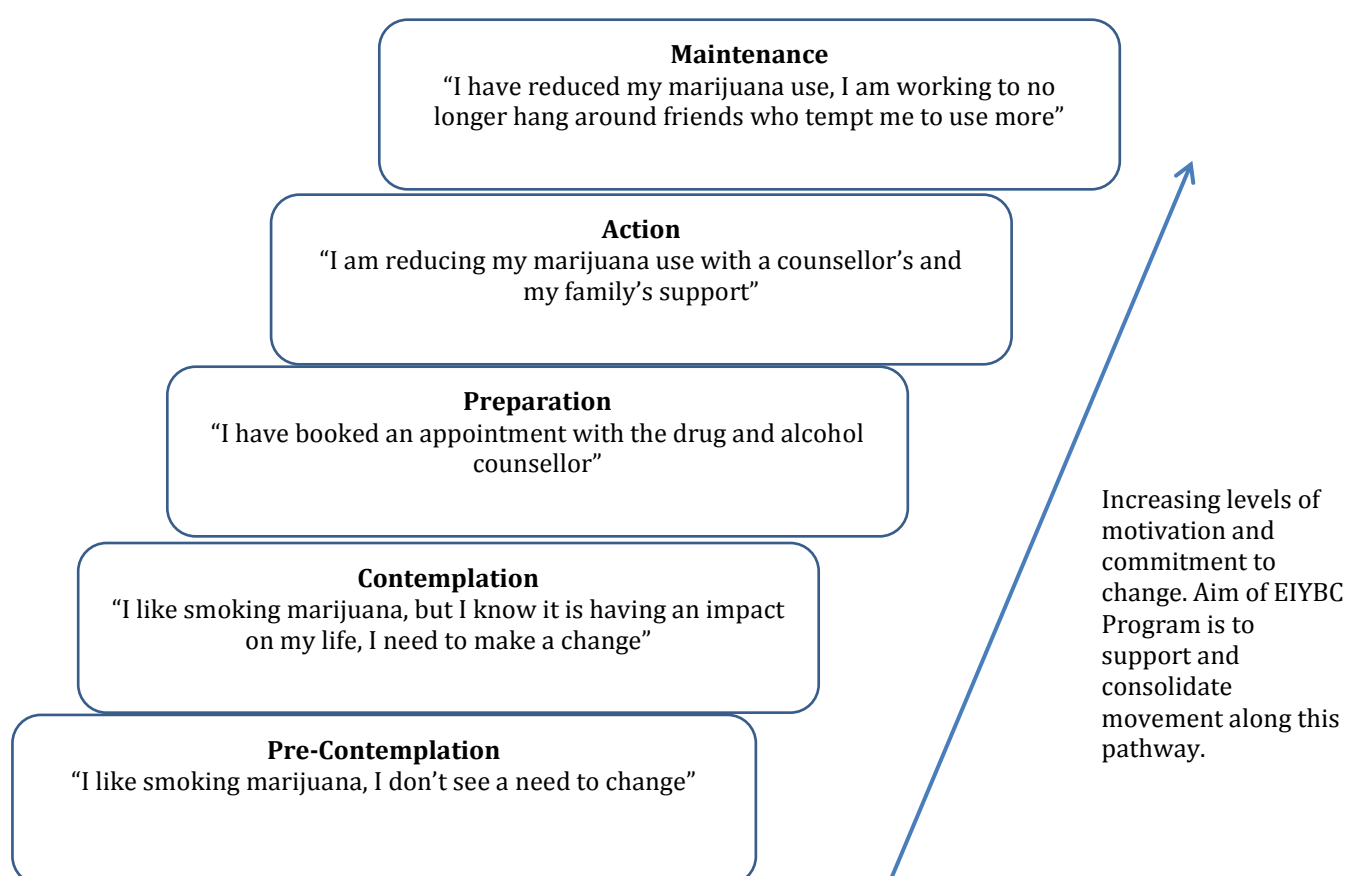 Maintenance
“I have reduced my marijuana use, I am working to no
longer hang around friends who tempt me to use more”
Action
“I am reducing my marijuana use with a counsellor’s and
my family’s support”
Preparation
“I have booked an appointment with the drug and alcohol
counsellor”
Contemplation
“I like smoking marijuana, but I know it is having an impact
on my life, I need to make a change”
Pre-Contemplation
“I like smoking marijuana, I don’t see a need to change”
Increasing levels of
motivation and
commitment to
change. Aim of EIYBC
Program is to
support and
consolidate
movement along this
pathway.